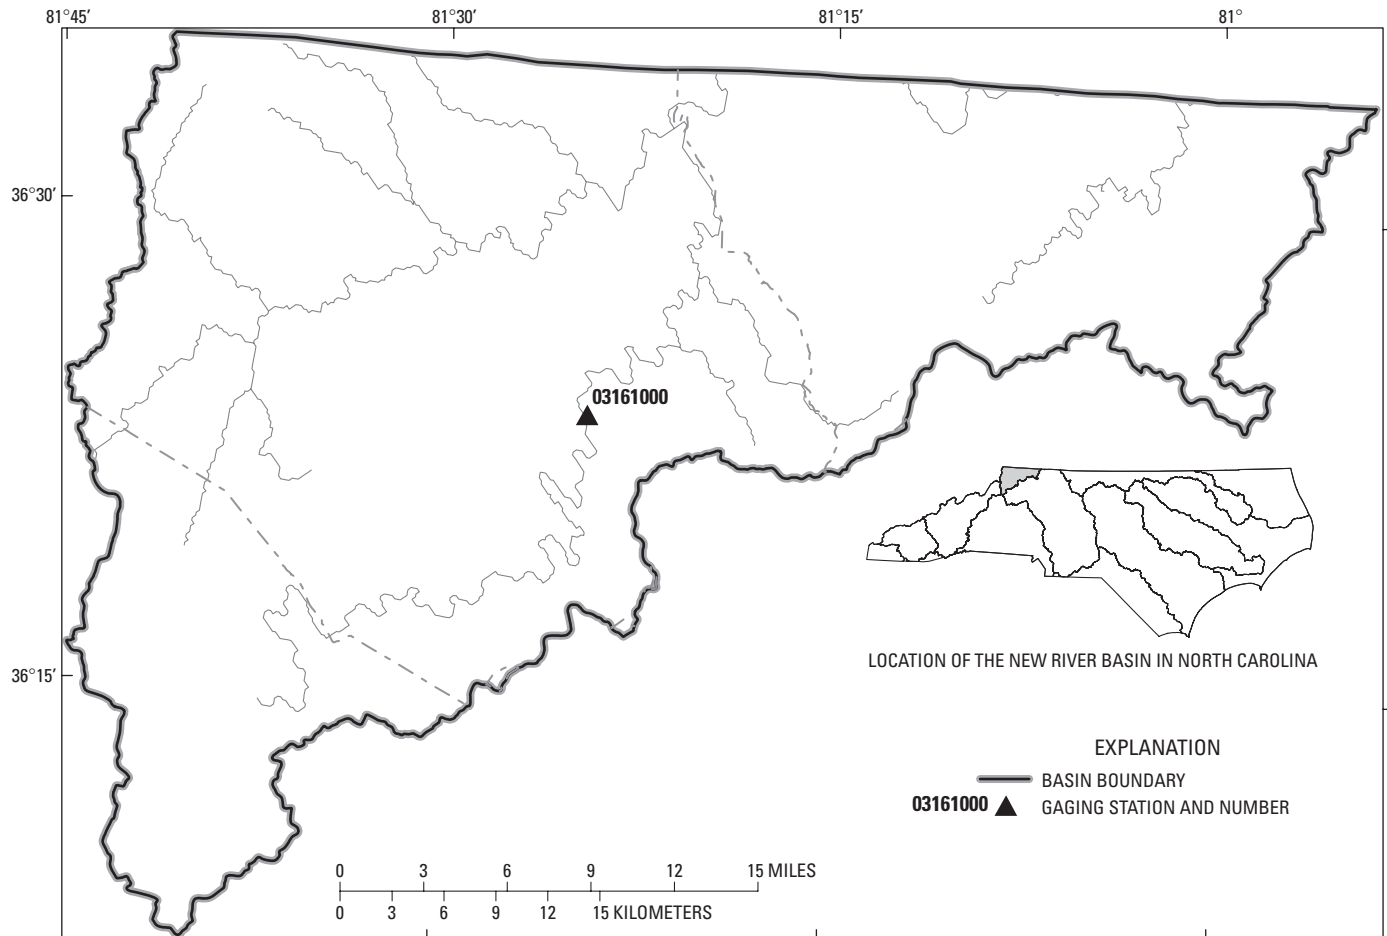 81°45′ 81°30′ 81°15′ 81°
36°30′
03161000
LOCATION OF THE NEW RIVER BASIN IN NORTH CAROLINA
36°15′
EXPLANATION
BASIN BOUNDARY
03161000 GAGING STATION AND NUMBER
0 3 6 9 12 15 MILES
0 3 6 9 12 15 KILOMETERS